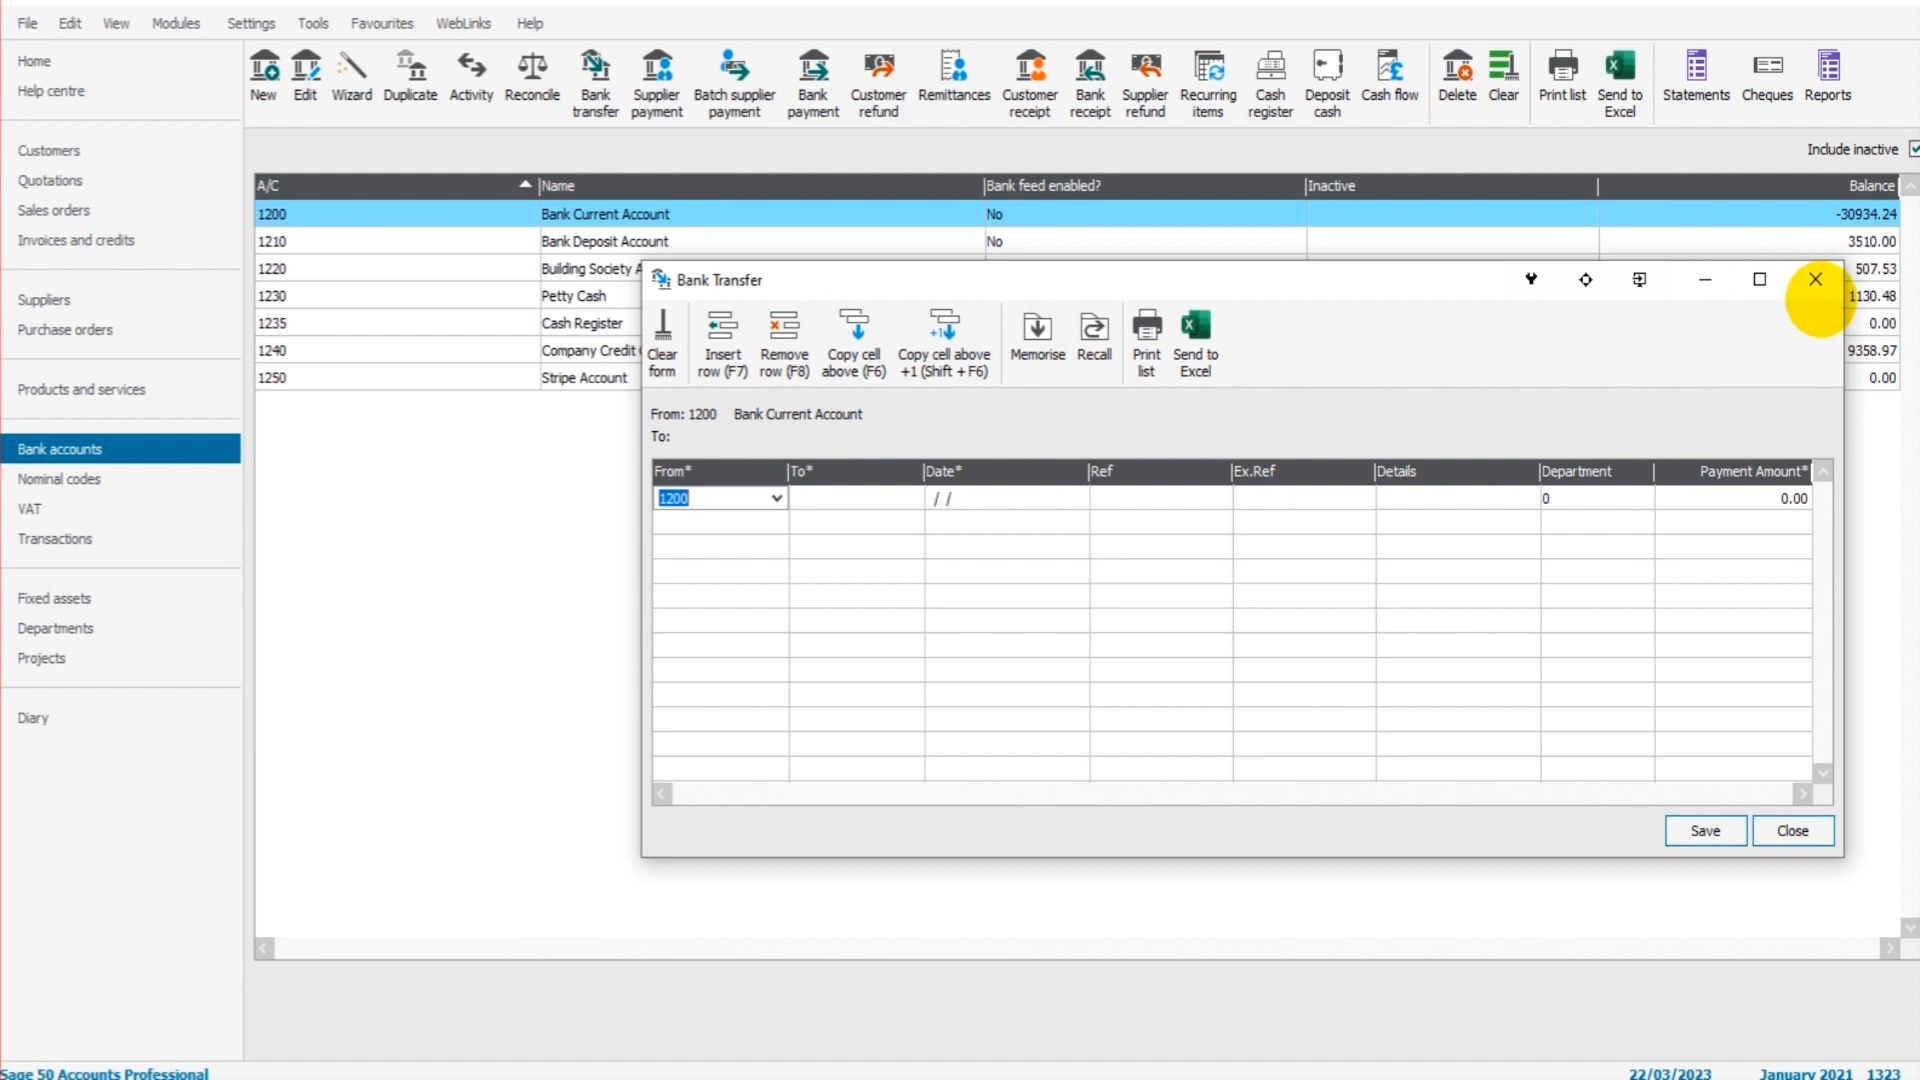 File Edit View Modules Settings Tools Favourites WebLinks Help
Home
Help centre
Customers
Quotations
Sales orders
Invoices and credits
Suppliers
Purchase orders
Products and services
Bank accounts
Nominal codes
VAT
Transactions
Fixed assets
Departments
Projects
Diary
New Edit Wizard Duplicate Activity Reconcile Bank transfer Supplier payment Batch supplier payment Bank payment Customer refund Remittances Customer receipt Bank receipt Supplier refund Recurring items Cash register Deposit cash Cash flow Delete Clear Print list Send to Excel Statements Cheques Reports
Include inactive
A/C Name Bank feed enabled? Inactive Balance
1200 Bank Current Account No -30934.24
1210 Bank Deposit Account No 3510.00
1220 Building Society 507.53
1230 Petty Cash 1130.48
1235 Cash Register 0.00
1240 Company Credit 9358.97
1250 Stripe Account 0.00
Bank Transfer
Clear form Insert row (F7) Remove row (F8) Copy cell above (F6) Copy cell above +1 (Shift + F6) Memorise Recall Print list Send to Excel
From: 1200 Bank Current Account
To:
From* To* Date* Ref Ex.Ref Details Department Payment Amount*
1200 / / 0 0.00
Save Close
Sage 50 Accounts Professional 22/03/2023 January 2021 1323